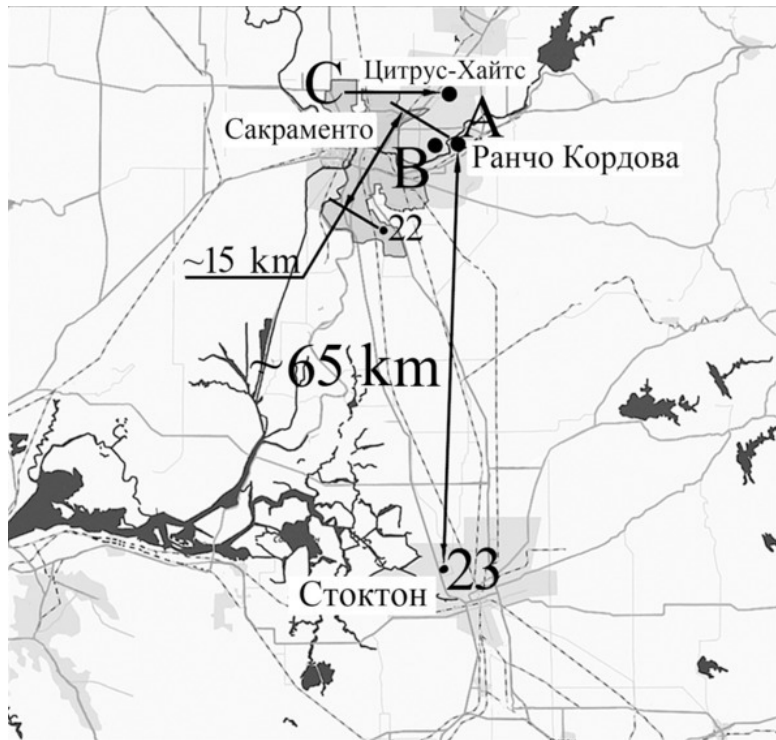 C
Цитрус-Хайтс
A
Сакраменто
B
Ранчо Кордова
22
~15 km
~65 km
23
Стоктон